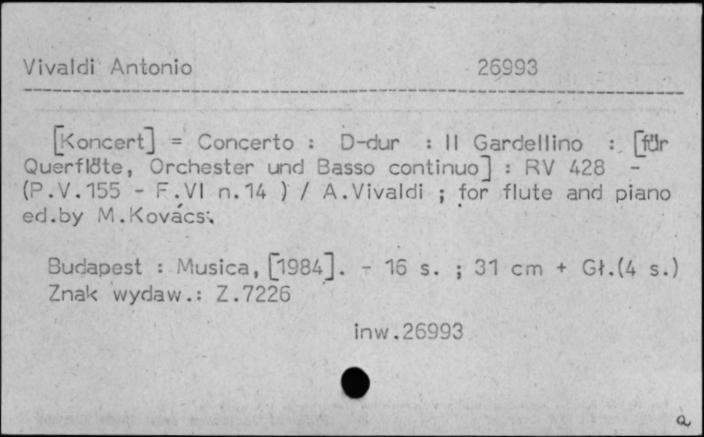 Vivaldi Antonio 26993
[Koncert] = Concerto : D-dur : Il Gardellino : [für
Querflöte, Orchester und Basso continuo] : RV 428 -
(P.V.155 - F.VI n.14 ) / A.Vivaldi ; for flute and piano
ed.by M.Kovács.
Budapest : Musica, [1984]. - 16 s. ; 31 cm + Gł.(4 s.)
Znak wydaw.: Z.7226
inw.26993
a